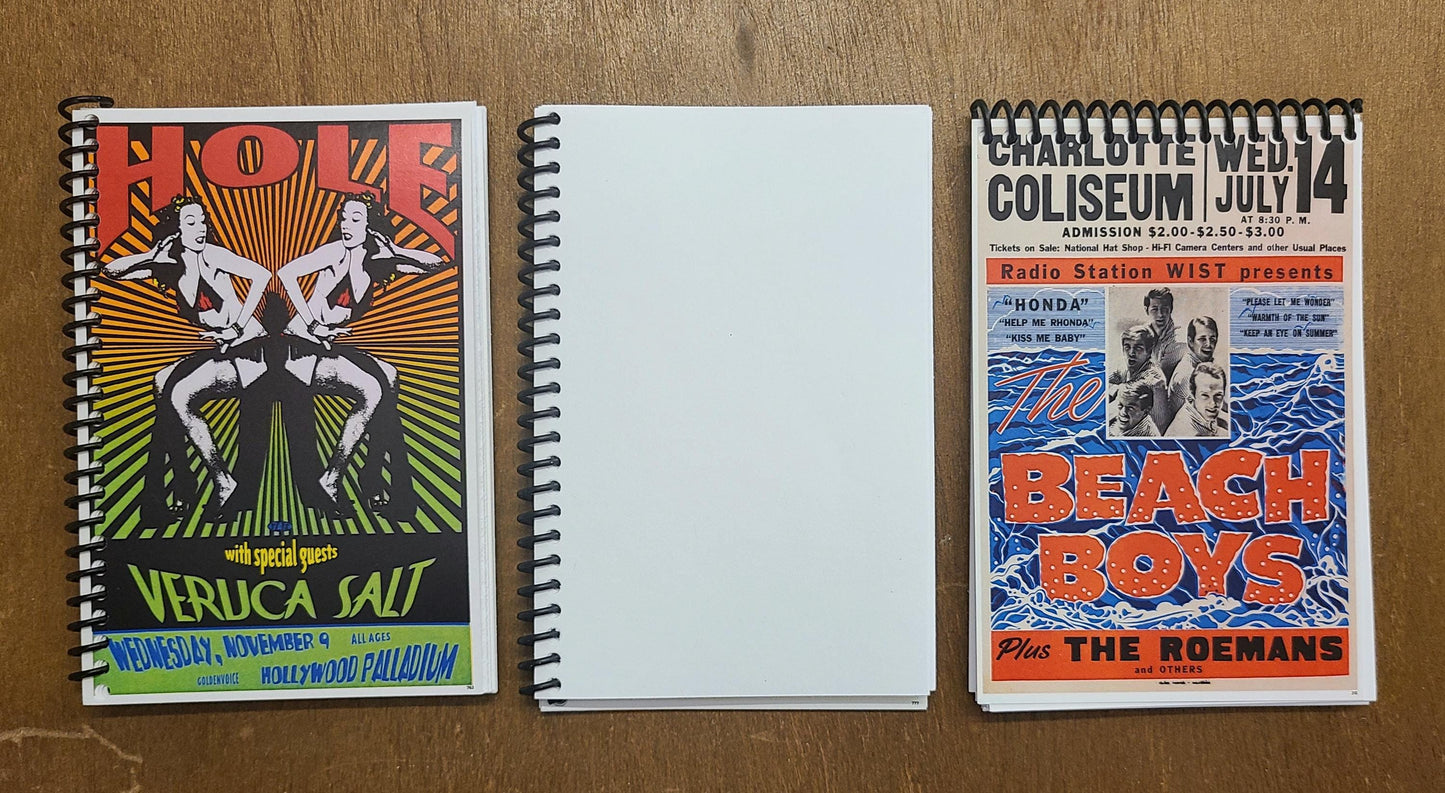 HOLE
with special guests
VERUCA SALT
WEDNESDAY, NOVEMBER 9 ALL AGES
GOLDENVOICE HOLLYWOOD PALLADIUM
777
CHARLOTTE COLISEUM
WED. JULY 14
AT 8:30 P. M.
ADMISSION $2.00-$2.50-$3.00
Tickets on Sale: National Hat Shop - Hi-Fi Camera Centers and other Usual Places
Radio Station WIST presents
"HONDA"
"HELP ME RHONDA"
"KISS ME BABY"
"PLEASE LET ME WONDER"
"WARMTH OF THE SUN"
"KEEP AN EYE ON SUMMER"
The
BEACH
BOYS
Plus THE ROEMANS
and OTHERS